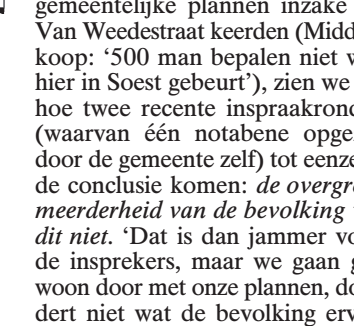 gemeentelijke plannen inzake
Van Weedestraat keerden (Midd
koop: ‘500 man bepalen niet w
hier in Soest gebeurt’), zien we
hoe twee recente inspraakrond
(waarvan één notabene opge
door de gemeente zelf) tot eenze
de conclusie komen: de overgr
meerderheid van de bevolking
dit niet. ‘Dat is dan jammer vo
de insprekers, maar we gaan g
woon door met onze plannen, do
dert niet wat de bevolking erv